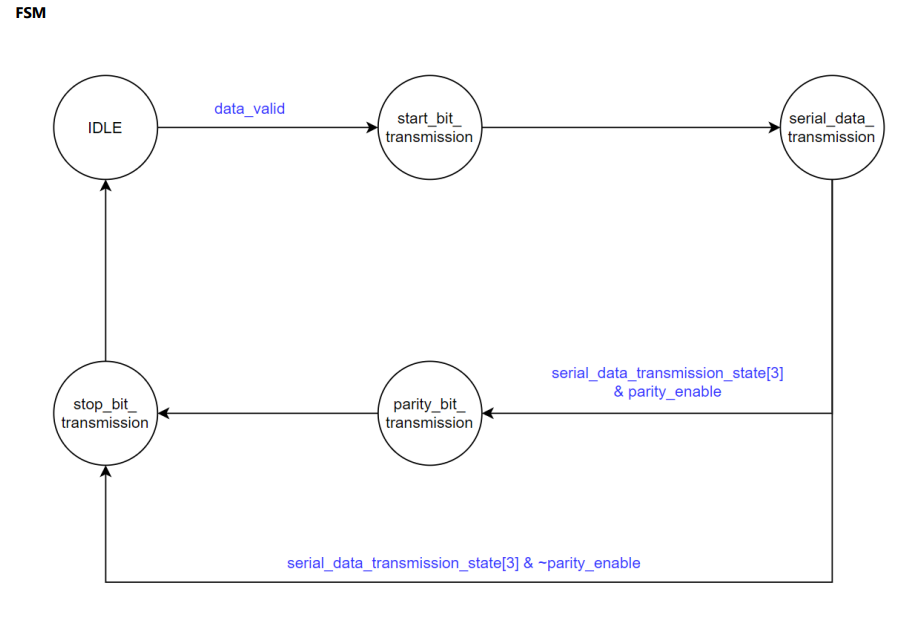 FSM
IDLE
data_valid
start_bit_
transmission
serial_data_
transmission
serial_data_transmission_state[3]
& parity_enable
stop_bit_
transmission
parity_bit_
transmission
serial_data_transmission_state[3] & ~parity_enable